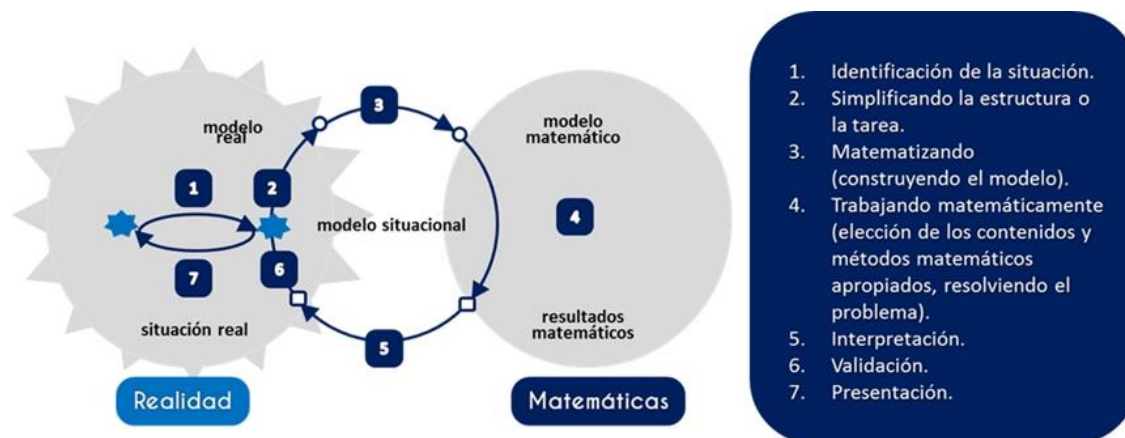 modelo
real
3
modelo
matemático
1
2
modelo situacional
4
7
6
situación real
5
resultados
matemáticos
Realidad
Matemáticas
1. Identificación de la situación.
2. Simplificando la estructura o
la tarea.
3. Matematizando
(construyendo el modelo).
4. Trabajando matemáticamente
(elección de los contenidos y
métodos matemáticos
apropiados, resolviendo el
problema).
5. Interpretación.
6. Validación.
7. Presentación.